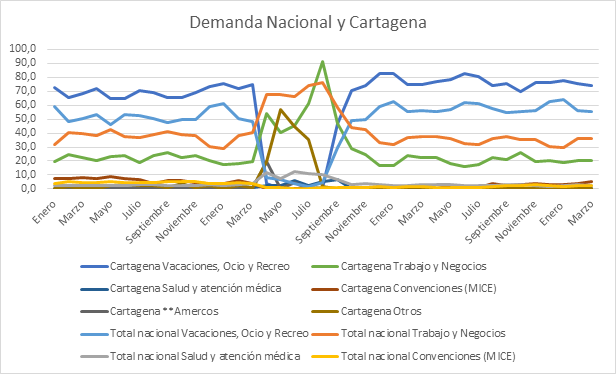 Demanda Nacional y Cartagena
100,0
90,0
80,0
70,0
60,0
50,0
40,0
30,0
20,0
10,0
0,0
Enero
Marzo
Mayo
Julio
Septiembre
Noviembre
Enero
Marzo
Mayo
Julio
Septiembre
Noviembre
Enero
Marzo
Mayo
Julio
Septiembre
Noviembre
Enero
Marzo
Cartagena Vacaciones, Ocio y Recreo
Cartagena Trabajo y Negocios
Cartagena Salud y atención médica
Cartagena Convenciones (MICE)
Cartagena **Amercos
Cartagena Otros
Total nacional Vacaciones, Ocio y Recreo
Total nacional Trabajo y Negocios
Total nacional Salud y atención médica
Total nacional Convenciones (MICE)